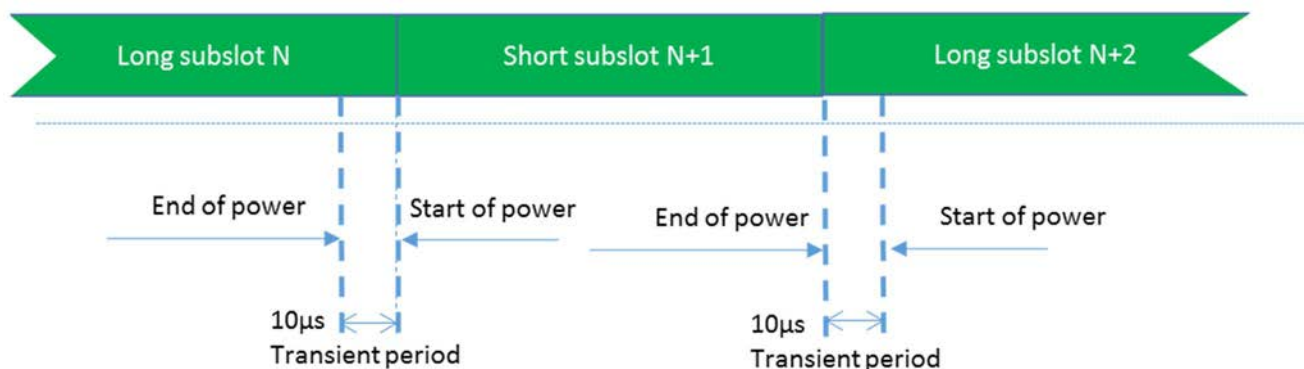 Long subslot N
Short subslot N+1
Long subslot N+2
End of power
Start of power
End of power
Start of power
10µs
Transient period
10µs
Transient period